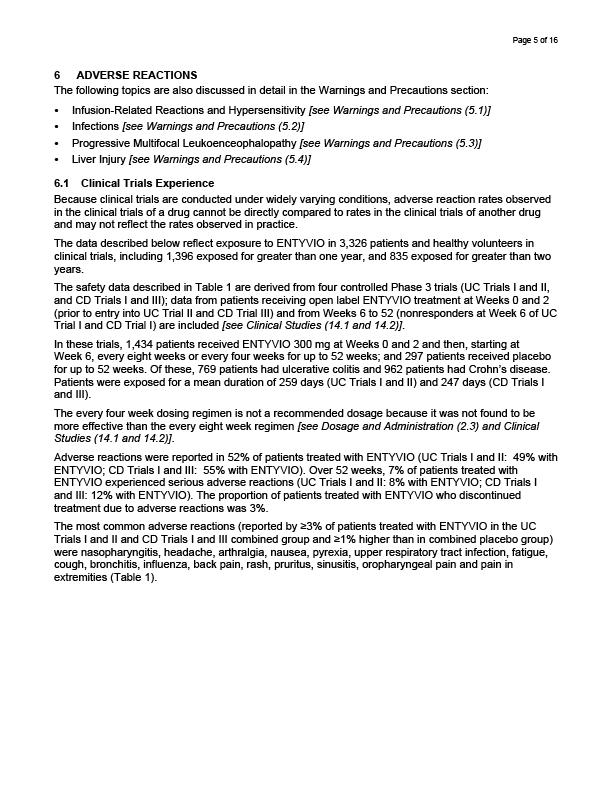 Page 5 of 16
6 ADVERSE REACTIONS
The following topics are also discussed in detail in the Warnings and Precautions section:
• Infusion-Related Reactions and Hypersensitivity [see Warnings and Precautions (5.1)]
• Infections [see Warnings and Precautions (5.2)]
• Progressive Multifocal Leukoenceophalopathy [see Warnings and Precautions (5.3)]
• Liver Injury [see Warnings and Precautions (5.4)]
6.1 Clinical Trials Experience
Because clinical trials are conducted under widely varying conditions, adverse reaction rates observed
in the clinical trials of a drug cannot be directly compared to rates in the clinical trials of another drug
and may not reflect the rates observed in practice.
The data described below reflect exposure to ENTYVIO in 3,326 patients and healthy volunteers in
clinical trials, including 1,396 exposed for greater than one year, and 835 exposed for greater than two
years.
The safety data described in Table 1 are derived from four controlled Phase 3 trials (UC Trials I and II,
and CD Trials I and III); data from patients receiving open label ENTYVIO treatment at Weeks 0 and 2
(prior to entry into UC Trial II and CD Trial III) and from Weeks 6 to 52 (nonresponders at Week 6 of UC
Trial I and CD Trial I) are included [see Clinical Studies (14.1 and 14.2)].
In these trials, 1,434 patients received ENTYVIO 300 mg at Weeks 0 and 2 and then, starting at
Week 6, every eight weeks or every four weeks for up to 52 weeks; and 297 patients received placebo
for up to 52 weeks. Of these, 769 patients had ulcerative colitis and 962 patients had Crohn's disease.
Patients were exposed for a mean duration of 259 days (UC Trials I and II) and 247 days (CD Trials I
and III).
The every four week dosing regimen is not a recommended dosage because it was not found to be
more effective than the every eight week regimen [see Dosage and Administration (2.3) and Clinical
Studies (14.1 and 14.2)].
Adverse reactions were reported in 52% of patients treated with ENTYVIO (UC Trials I and II: 49% with
ENTYVIO; CD Trials I and III: 55% with ENTYVIO). Over 52 weeks, 7% of patients treated with
ENTYVIO experienced serious adverse reactions (UC Trials I and II: 8% with ENTYVIO; CD Trials I
and III: 12% with ENTYVIO). The proportion of patients treated with ENTYVIO who discontinued
treatment due to adverse reactions was 3%.
The most common adverse reactions (reported by ≥3% of patients treated with ENTYVIO in the UC
Trials I and II and CD Trials I and III combined group and ≥1% higher than in combined placebo group)
were nasopharyngitis, headache, arthralgia, nausea, pyrexia, upper respiratory tract infection, fatigue,
cough, bronchitis, influenza, back pain, rash, pruritus, sinusitis, oropharyngeal pain and pain in
extremities (Table 1).